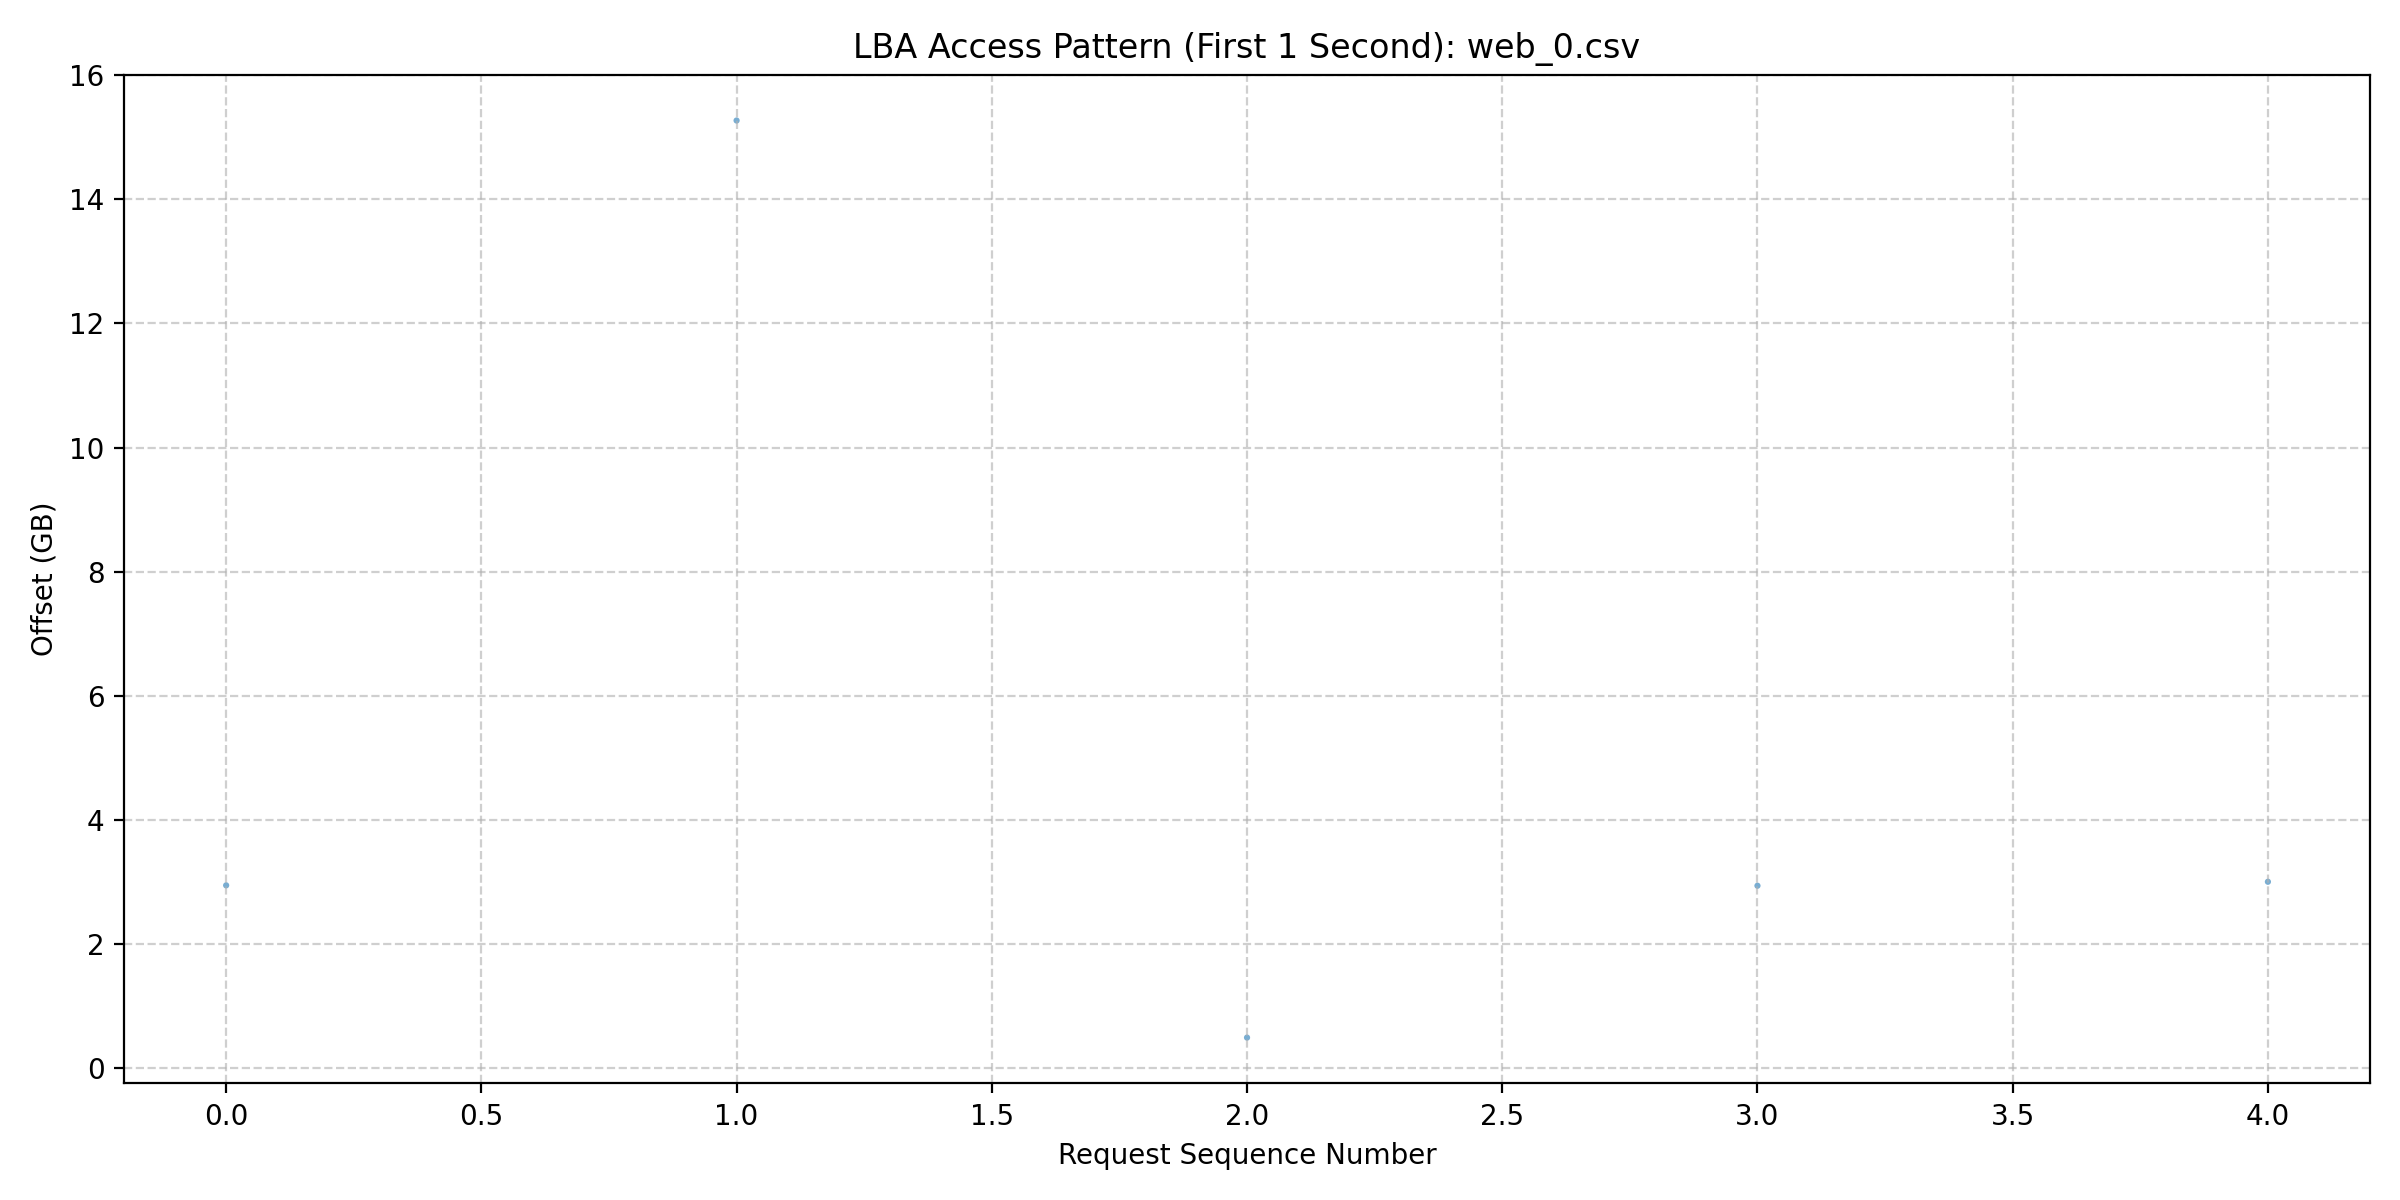 LBA Access Pattern (First 1 Second): web_0.csv
16
14
12
10
8
6
4
2
0
Offset (GB)
0.0 0.5 1.0 1.5 2.0 2.5 3.0 3.5 4.0
Request Sequence Number